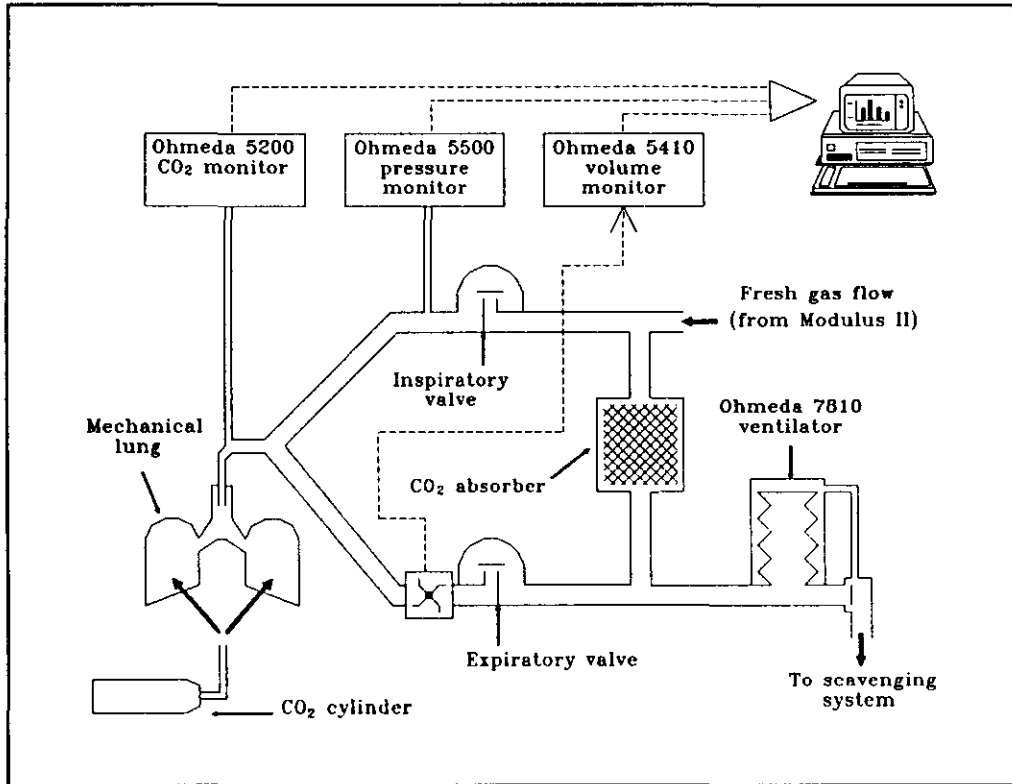 Ohmeda 5200
CO₂ monitor
Ohmeda 5500
pressure
monitor
Ohmeda 5410
volume
monitor
Fresh gas flow
(from Modulus II)
Inspiratory
valve
Ohmeda 7810
ventilator
Mechanical
lung
CO₂ absorber
Expiratory valve
To scavenging
system
CO₂ cylinder